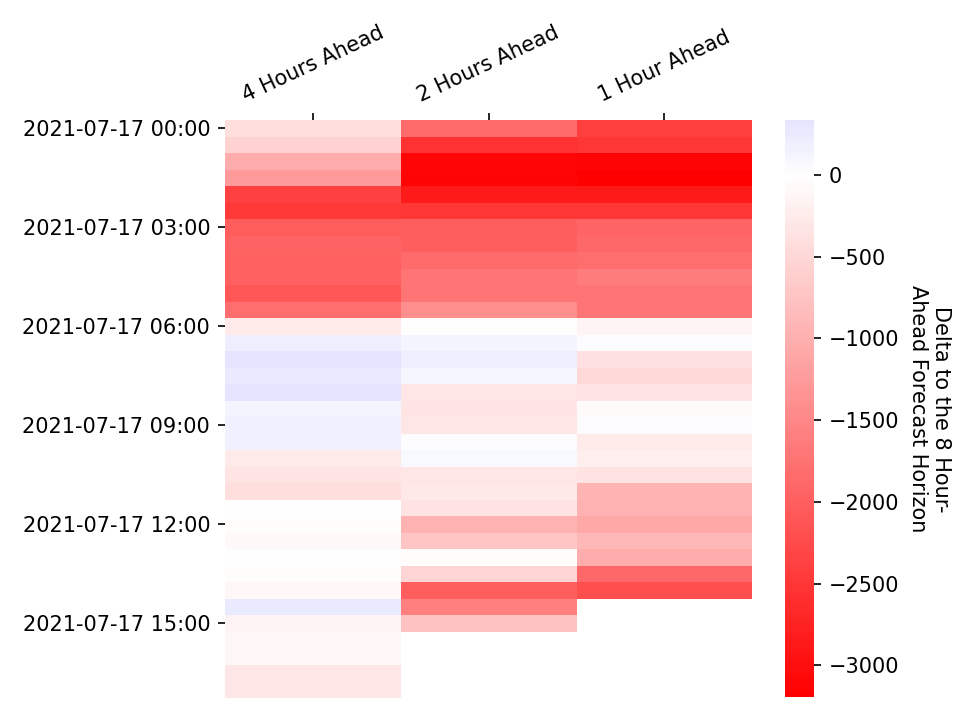 4 Hours Ahead
2 Hours Ahead
1 Hour Ahead
2021-07-17 00:00
2021-07-17 03:00
2021-07-17 06:00
2021-07-17 09:00
2021-07-17 12:00
2021-07-17 15:00
0
−500
−1000
−1500
−2000
−2500
−3000
Delta to the 8 Hour-
Ahead Forecast Horizon